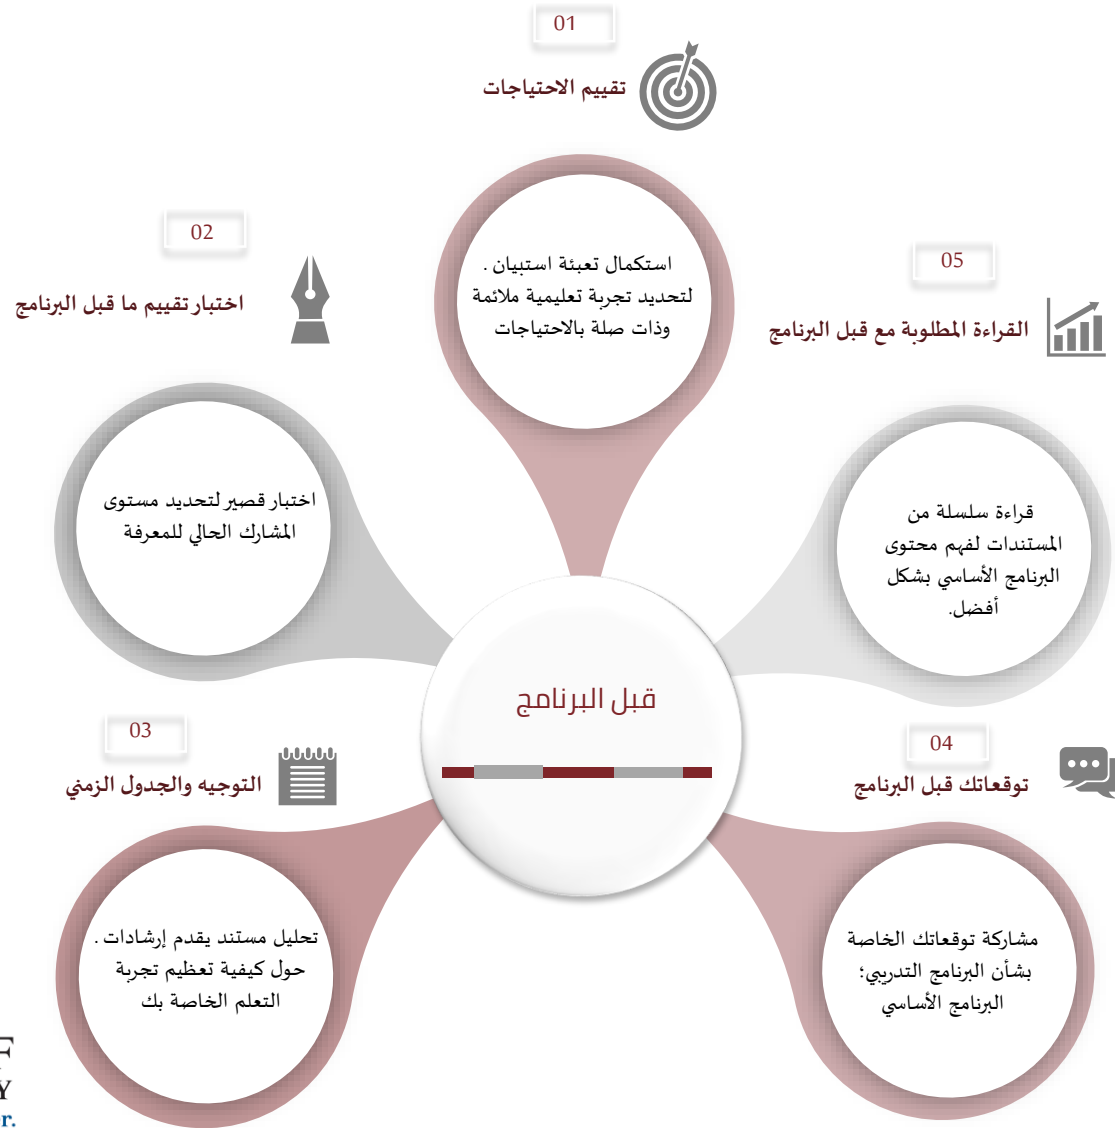 01
تقييم الاحتياجات
استكمال تعبئة استبيان .
لتحديد تجربة تعليمية ملائمة
وذات صلة بالاحتياجات
02
اختبار تقييم ما قبل البرنامج
اختبار قصير لتحديد مستوى
المشارك الحالي للمعرفة
03
التوجيه والجدول الزمني
تحليل مستند يقدم إرشادات .
حول كيفية تعظيم تجربة
التعلم الخاصة بك
04
توقعاتك قبل البرنامج
مشاركة توقعاتك الخاصة
بشأن البرنامج التدريبي؛
البرنامج الأساسي
05
القراءة المطلوبة مع قبل البرنامج
قراءة سلسلة من
المستندات لفهم محتوى
البرنامج الأساسي بشكل
أفضل.
قبل البرنامج
F
Y
r.